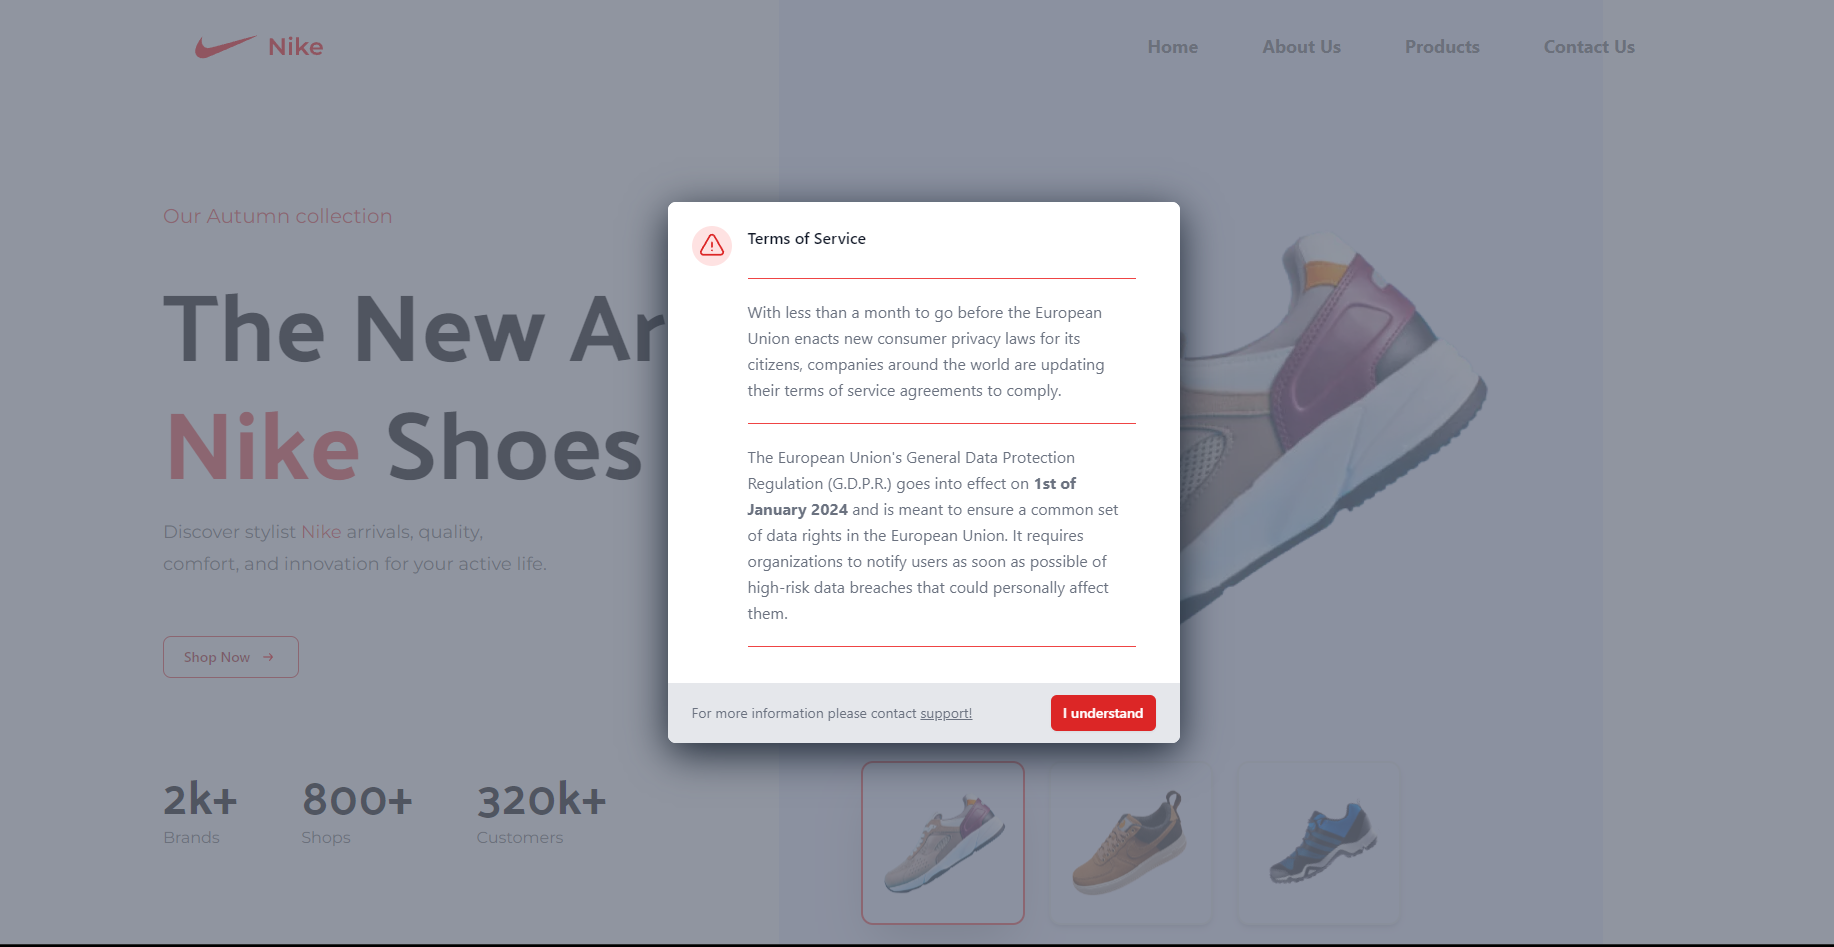 Nike
Home
About Us
Products
Contact Us
Our Autumn collection
The New Ar
Nike Shoes
Discover stylist Nike arrivals, quality,
comfort, and innovation for your active life.
Shop Now
2k+
Brands
800+
Shops
320k+
Customers
Terms of Service
With less than a month to go before the European
Union enacts new consumer privacy laws for its
citizens, companies around the world are updating
their terms of service agreements to comply.
The European Union's General Data Protection
Regulation (G.D.P.R.) goes into effect on 1st of
January 2024 and is meant to ensure a common set
of data rights in the European Union. It requires
organizations to notify users as soon as possible of
high-risk data breaches that could personally affect
them.
For more information please contact support!
I understand